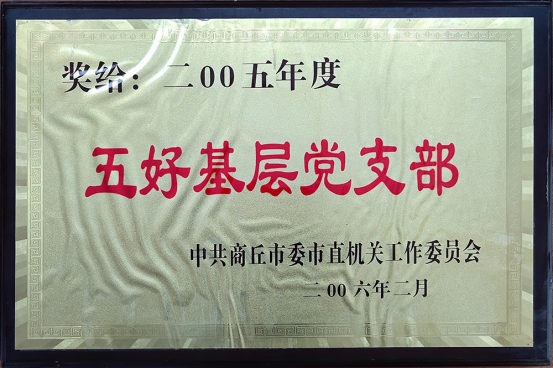 奖给：二00五年度
五好基层党支部
中共商丘市委市直机关工作委员会
二00六年二月